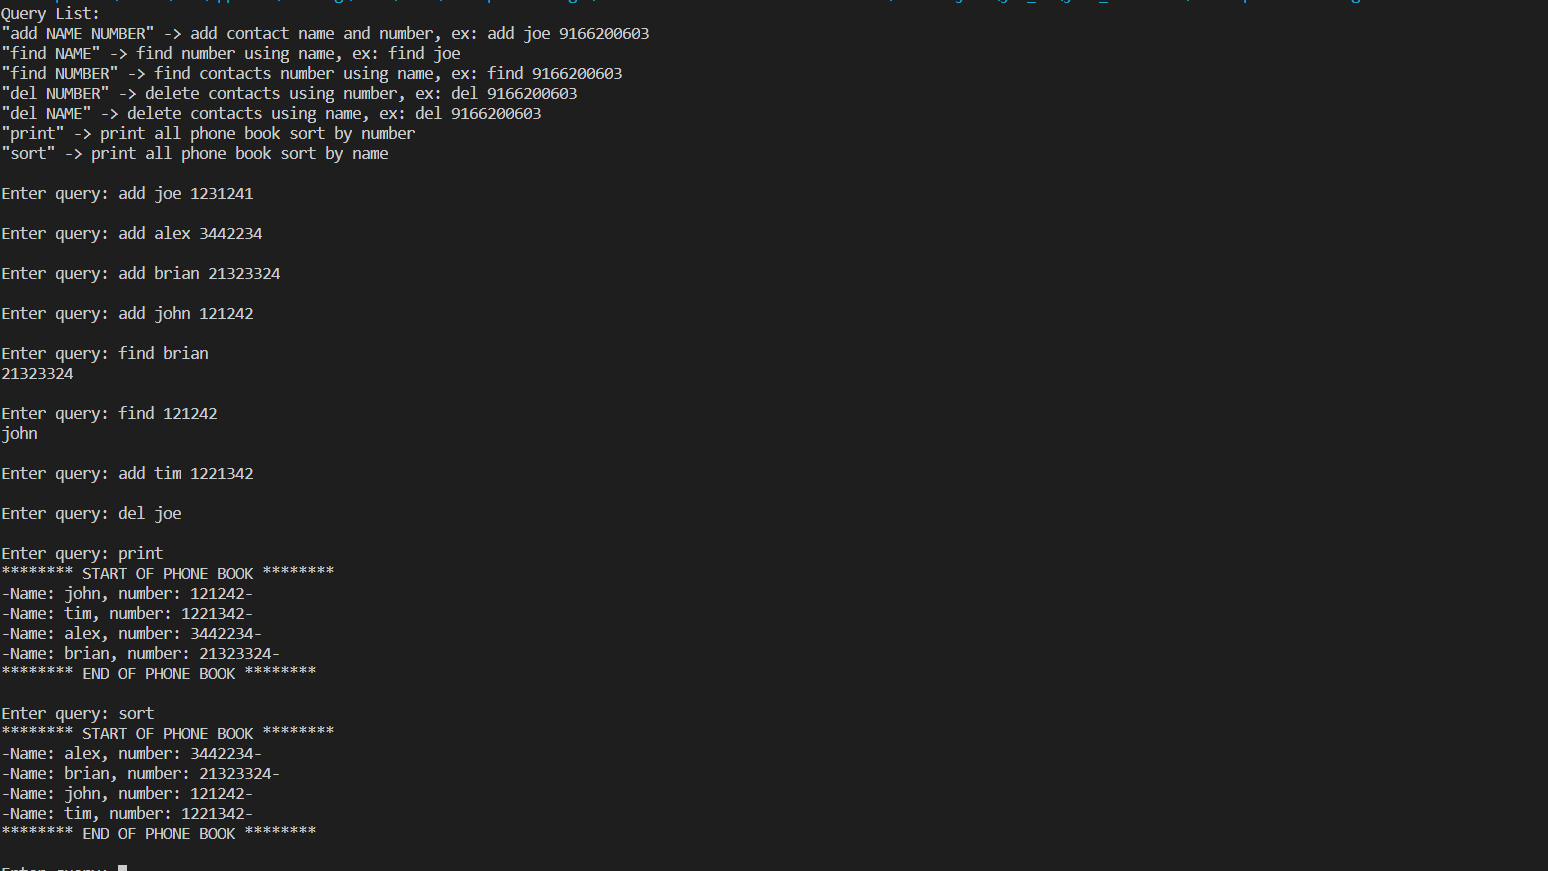 Query List:
"add NAME NUMBER" -> add contact name and number, ex: add joe 9166200603
"find NAME" -> find number using name, ex: find joe
"find NUMBER" -> find contacts number using name, ex: find 9166200603
"del NUMBER" -> delete contacts using number, ex: del 9166200603
"del NAME" -> delete contacts using name, ex: del 9166200603
"print" -> print all phone book sort by number
"sort" -> print all phone book sort by name
Enter query: add joe 1231241
Enter query: add alex 3442234
Enter query: add brian 21323324
Enter query: add john 121242
Enter query: find brian
21323324
Enter query: find 121242
john
Enter query: add tim 1221342
Enter query: del joe
Enter query: print
******** START OF PHONE BOOK ********
-Name: john, number: 121242-
-Name: tim, number: 1221342-
-Name: alex, number: 3442234-
-Name: brian, number: 21323324-
******** END OF PHONE BOOK ********
Enter query: sort
******** START OF PHONE BOOK ********
-Name: alex, number: 3442234-
-Name: brian, number: 21323324-
-Name: john, number: 121242-
-Name: tim, number: 1221342-
******** END OF PHONE BOOK ********
Enter query: